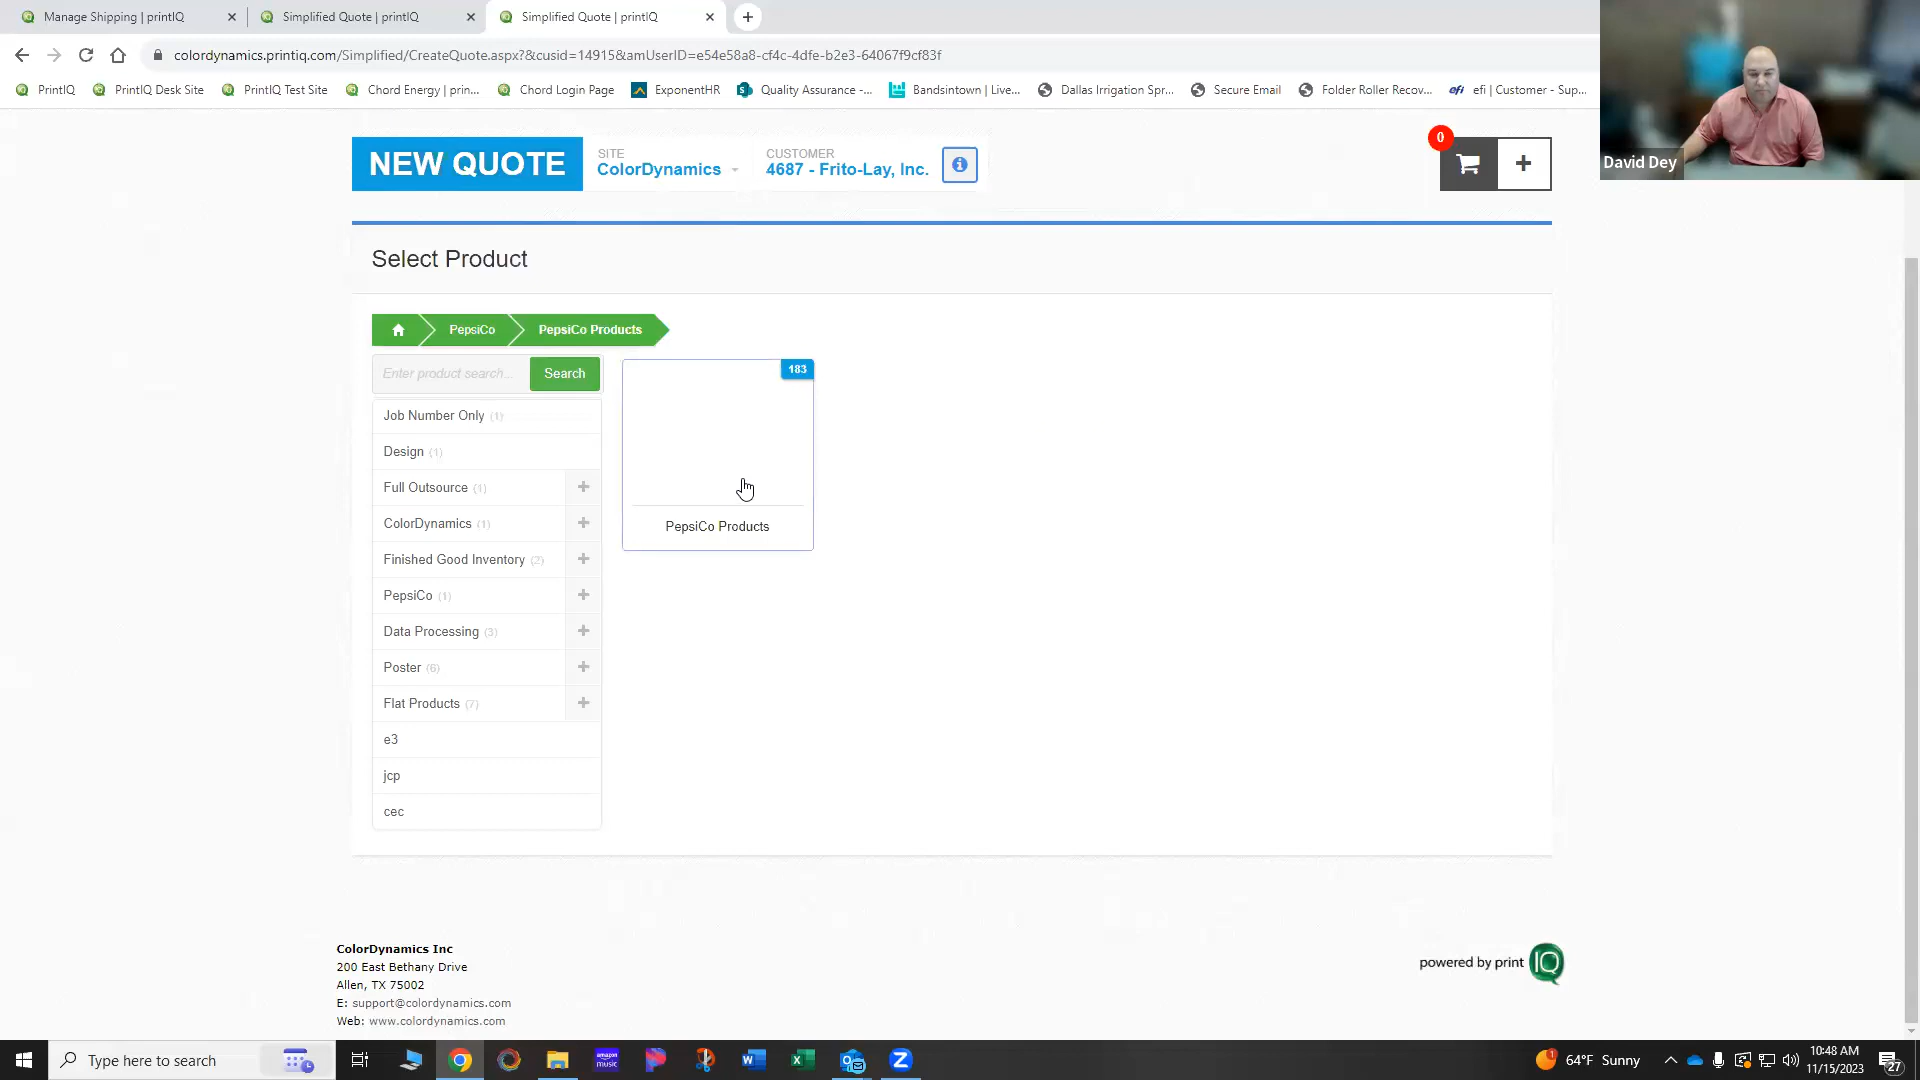 Manage Shipping | printIQ
Simplified Quote | printIQ
Simplified Quote | printIQ
colordynamics.printiq.com/Simplified/CreateQuote.aspx?&cusid=14915&amUserID=e54e58a8-cf4c-4dfe-b2e3-64067f9cf83f
PrintIQ
PrintIQ Desk Site
PrintIQ Test Site
Chord Energy | prin...
Chord Login Page
ExponentHR
Quality Assurance -...
Bandsintown | Live...
Dallas Irrigation Spr...
Secure Email
Folder Roller Recov...
efi efi | Customer - Sup...
David Dey
NEW QUOTE
SITE
ColorDynamics
CUSTOMER
4687 - Frito-Lay, Inc.
0
Select Product
PepsiCo
PepsiCo Products
Enter product search...
Search
183
PepsiCo Products
Job Number Only (1)
Design (1)
Full Outsource (1)
ColorDynamics (1)
Finished Good Inventory (2)
PepsiCo (1)
Data Processing (3)
Poster (6)
Flat Products (7)
e3
jcp
cec
ColorDynamics Inc
200 East Bethany Drive
Allen, TX 75002
E: support@colordynamics.com
Web: www.colordynamics.com
powered by print IQ
Type here to search
amazon music
64°F Sunny
10:48 AM
11/15/2023
27